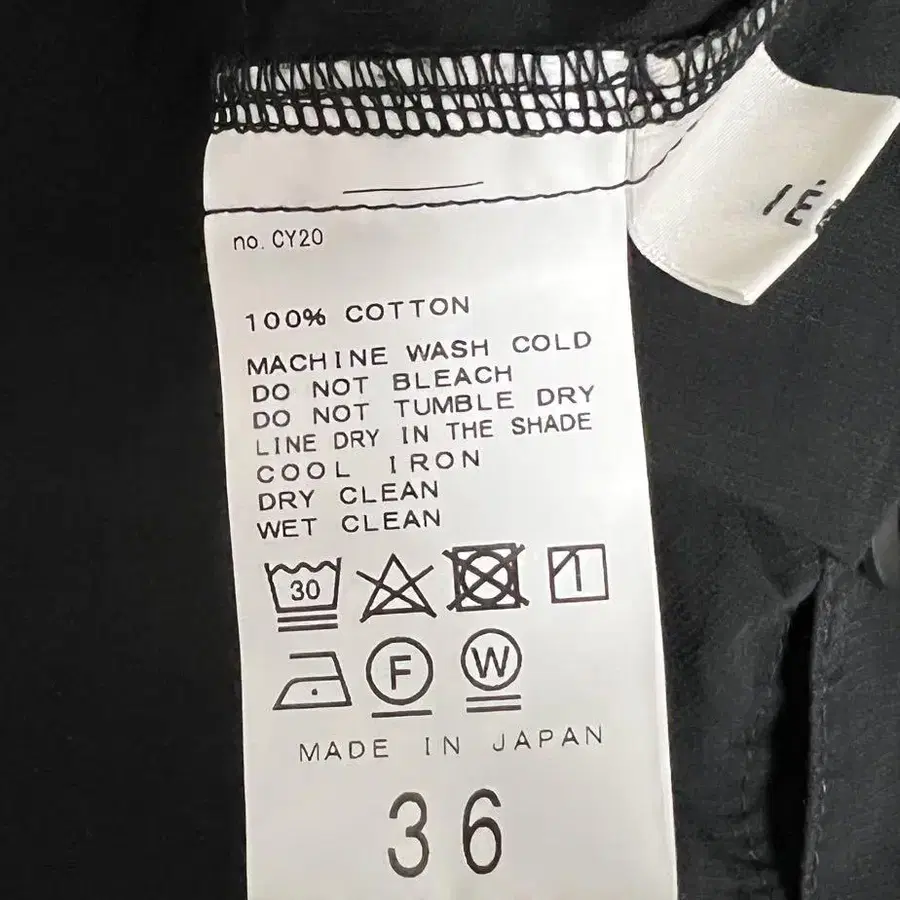 no. CY20
100% COTTON
MACHINE WASH COLD
DO NOT BLEACH
DO NOT TUMBLE DRY
LINE DRY IN THE SHADE
COOL IRON
DRY CLEAN
WET CLEAN
30
F W
MADE IN JAPAN
36